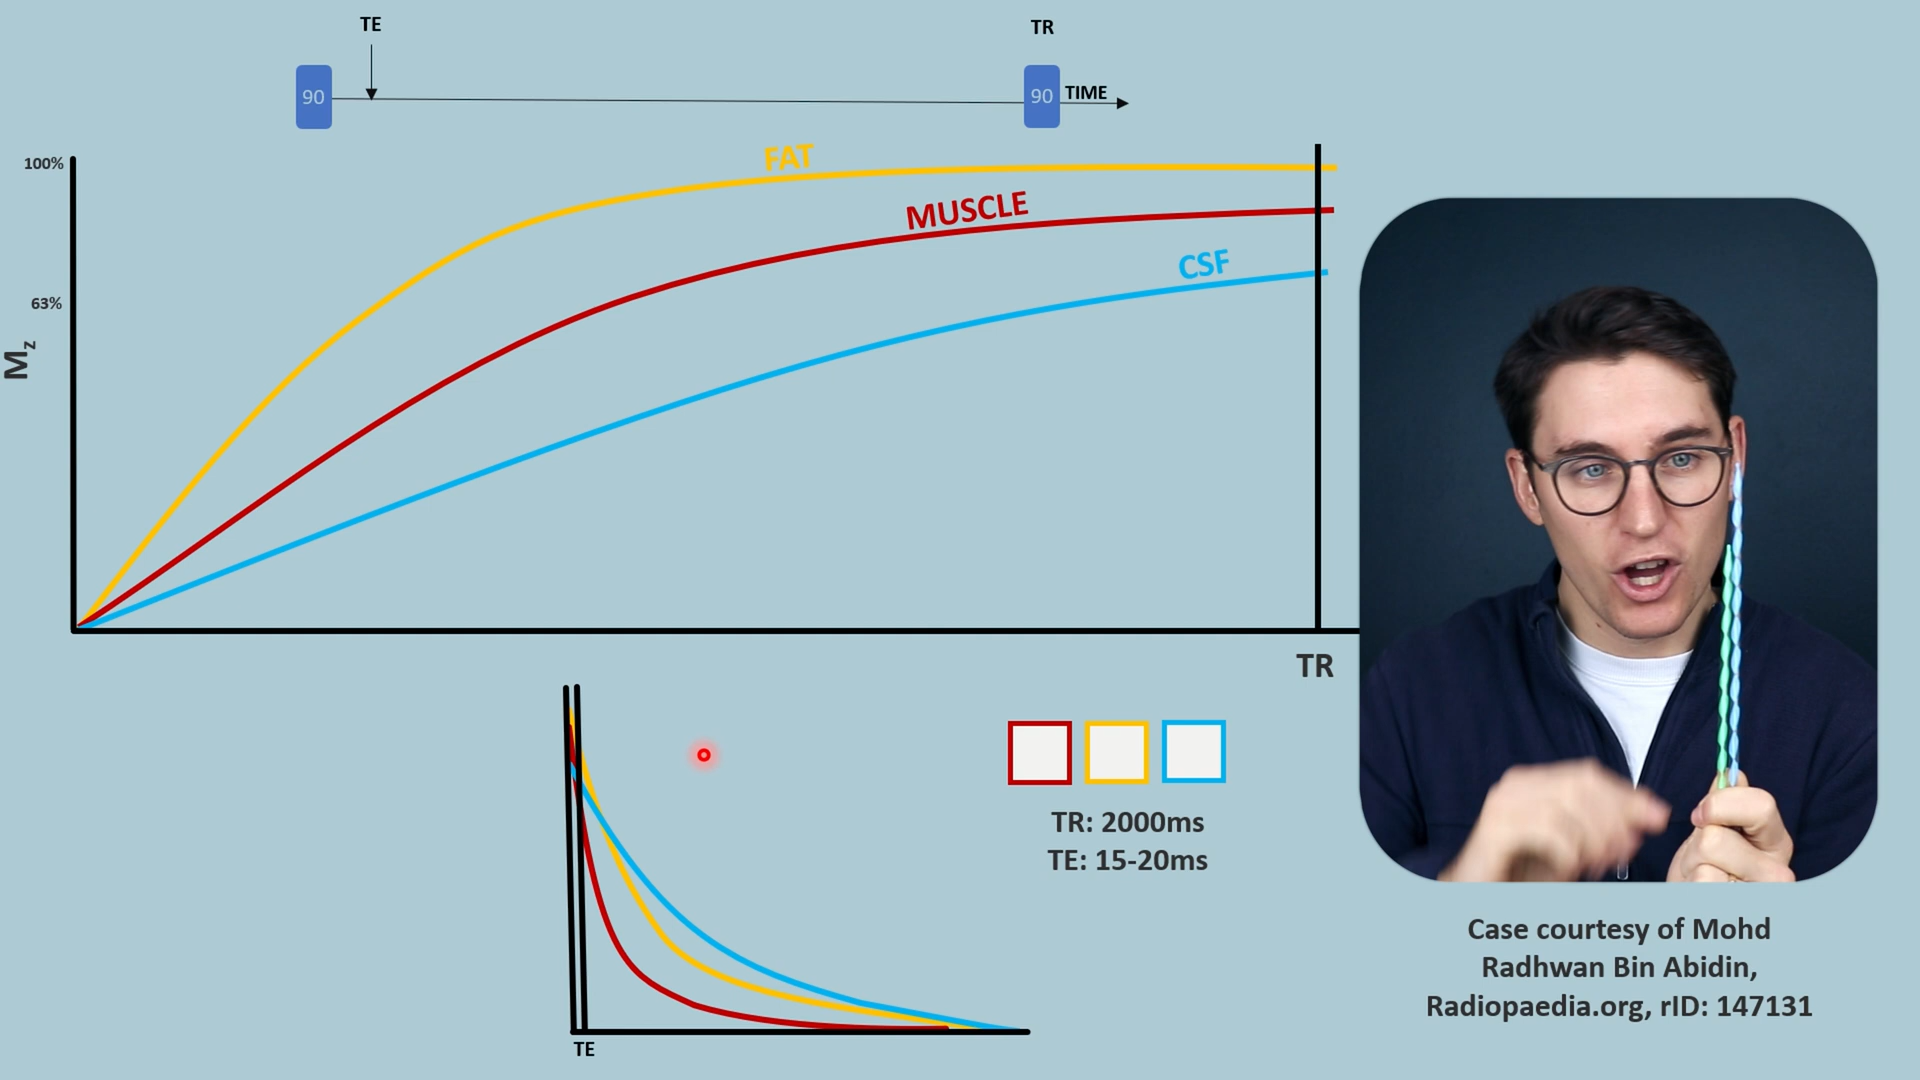 TE
TR
90
90
TIME
100%
FAT
MUSCLE
CSF
63%
Mz
TR
TR: 2000ms
TE: 15-20ms
TE
Case courtesy of Mohd
Radhwan Bin Abidin,
Radiopaedia.org, rID: 147131